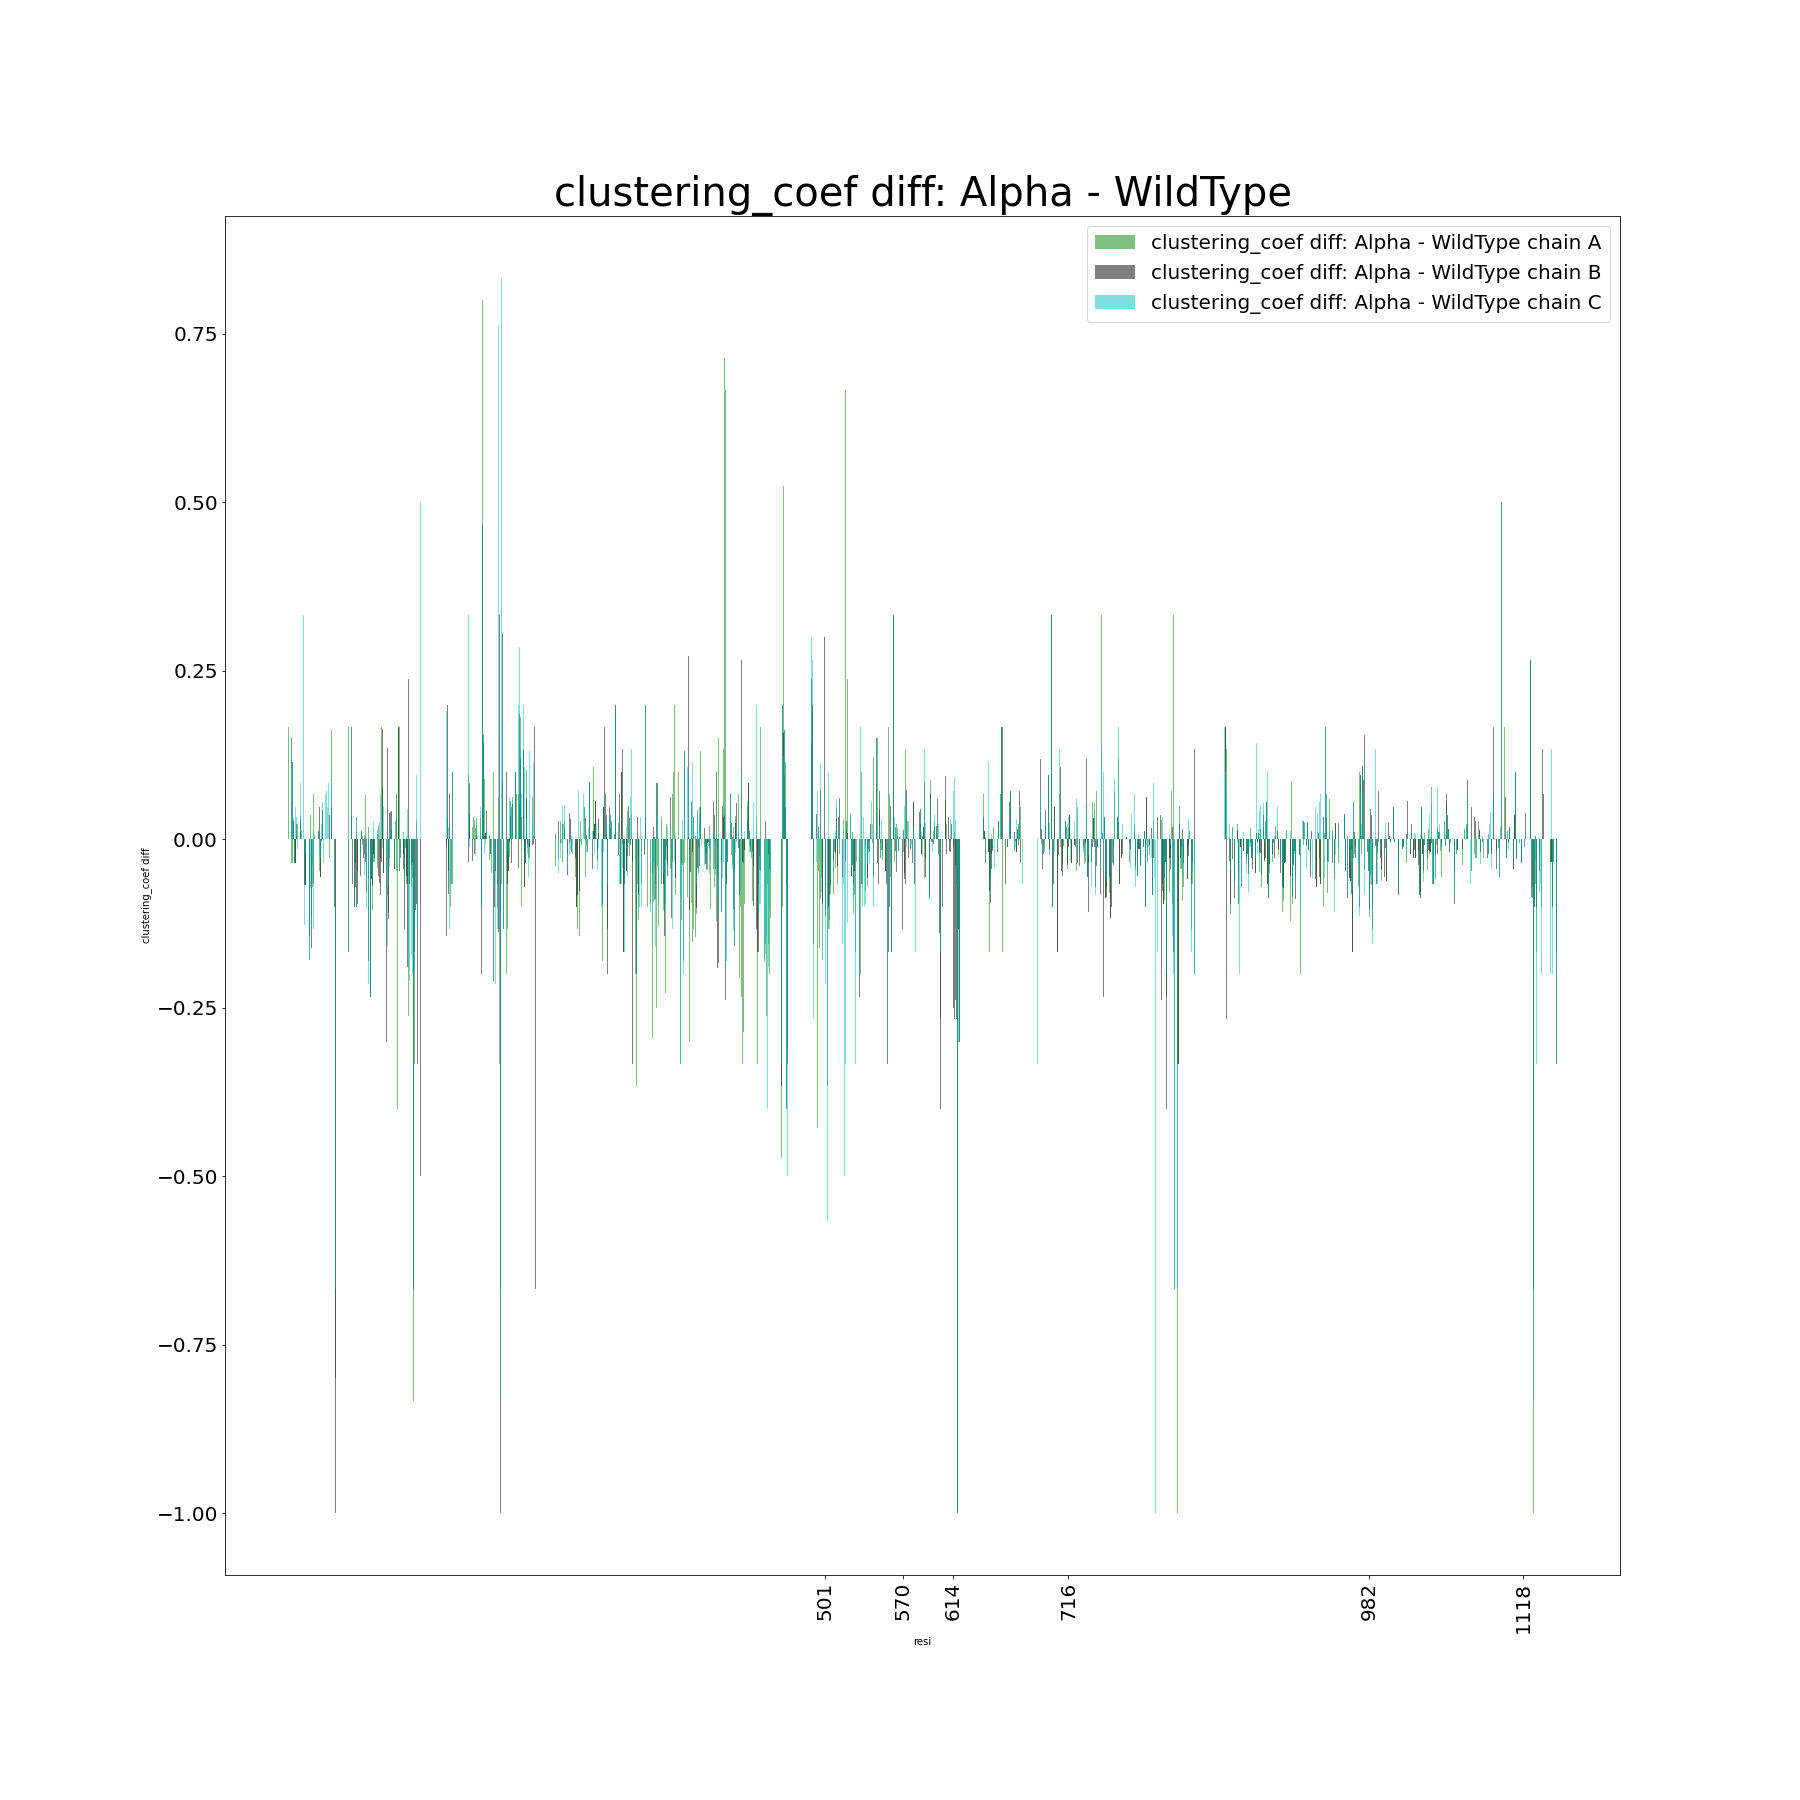 clustering_coef diff: Alpha - WildType
clustering_coef diff: Alpha - WildType chain A
clustering_coef diff: Alpha - WildType chain B
clustering_coef diff: Alpha - WildType chain C
0.75
0.50
0.25
0.00
−0.25
−0.50
−0.75
−1.00
clustering_coef diff
501
570
614
716
982
1118
resi